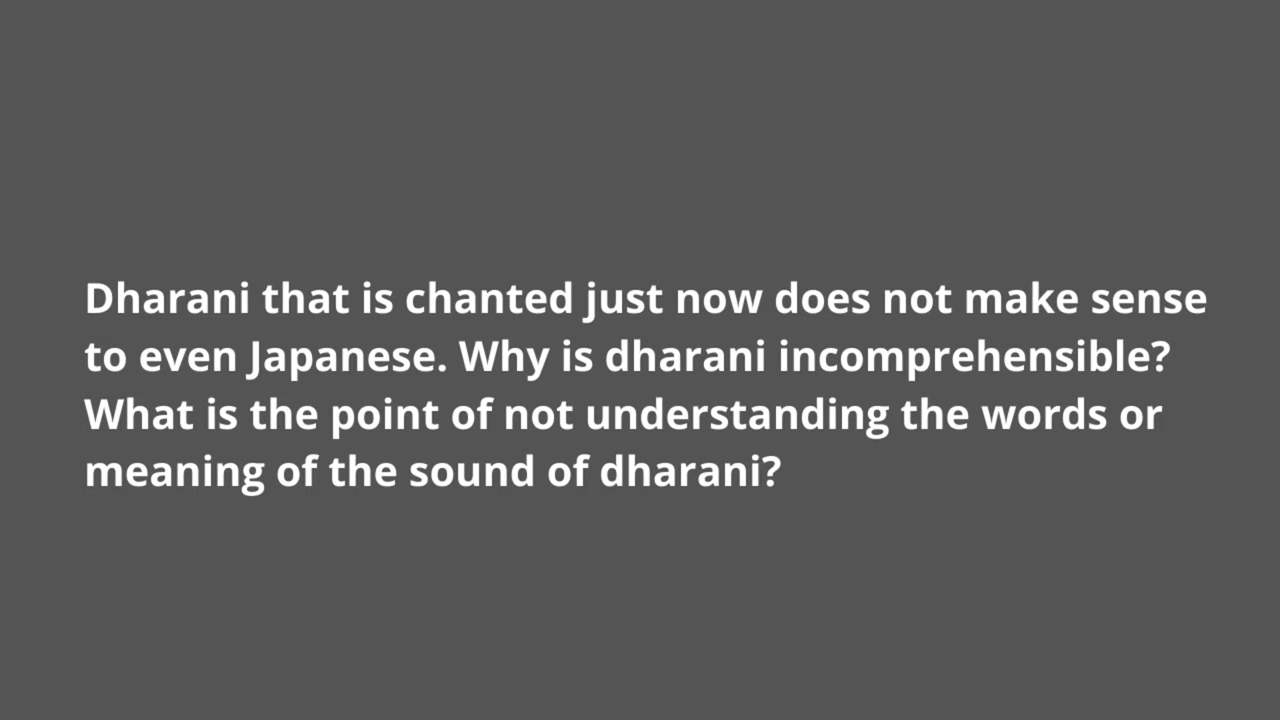 Dharani that is chanted just now does not make sense
to even Japanese. Why is dharani incomprehensible?
What is the point of not understanding the words or
meaning of the sound of dharani?